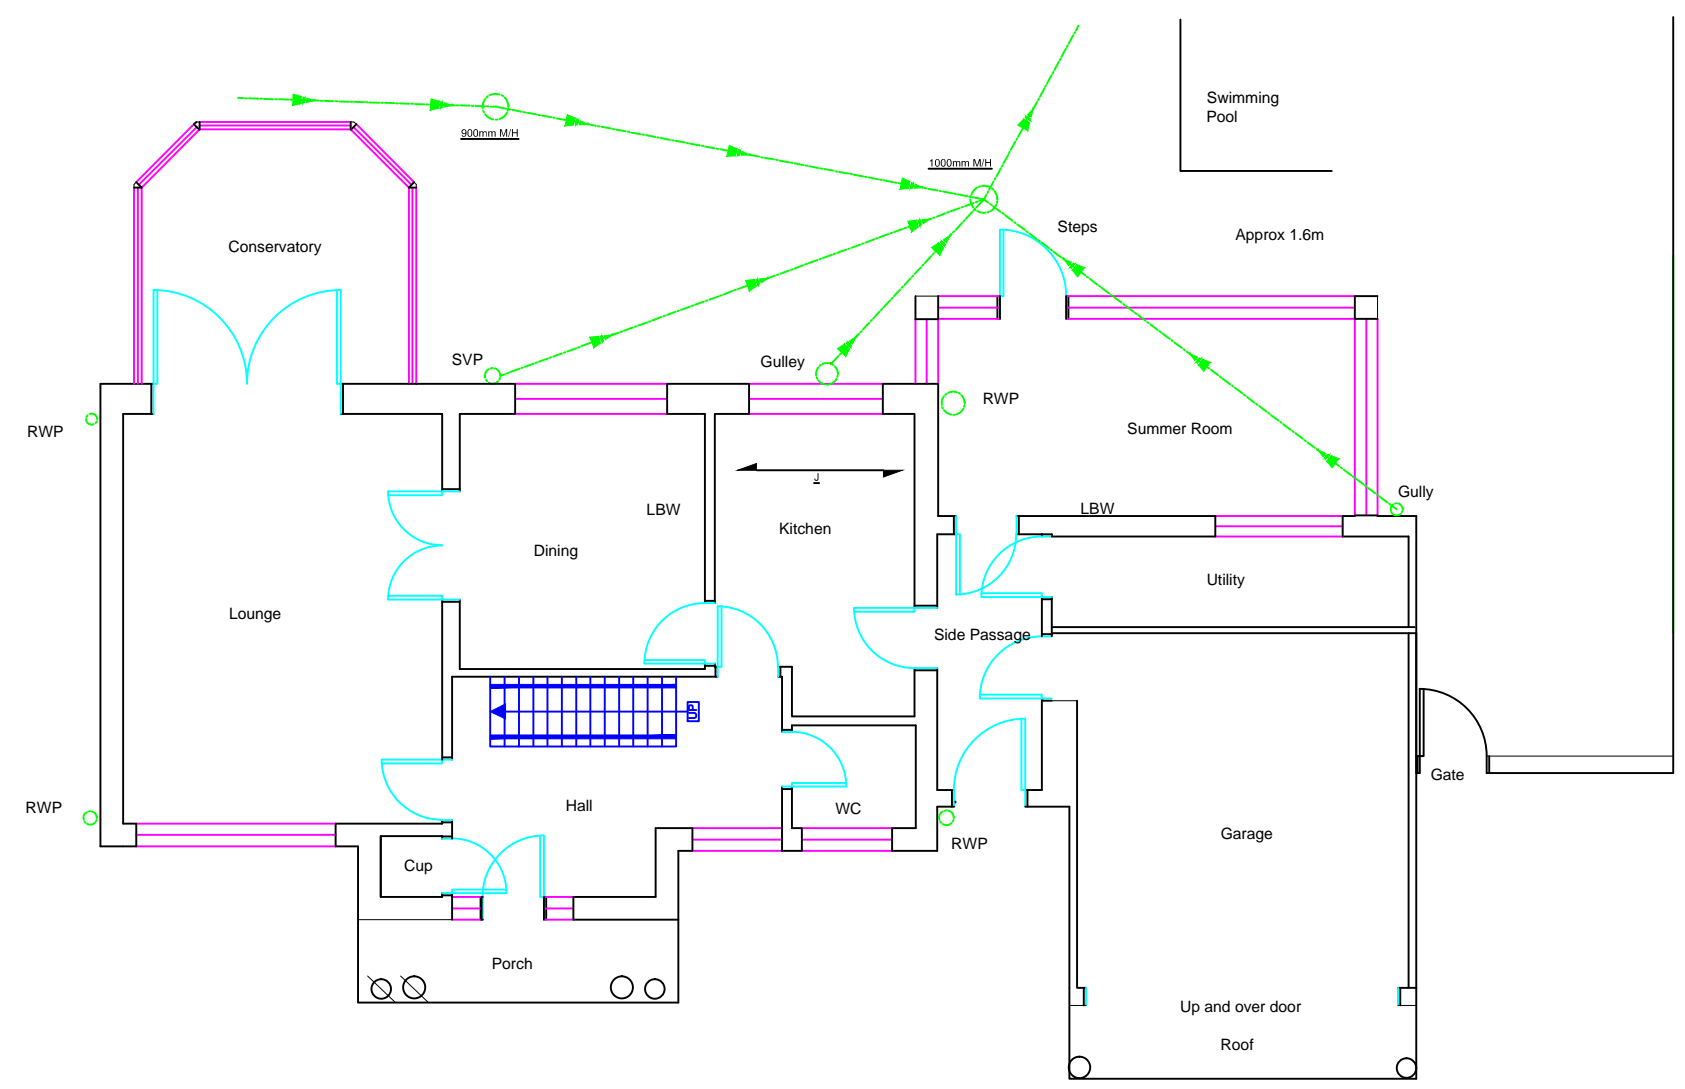 Swimming
Pool
900mm M/H
1000mm M/H
Steps
Approx 1.6m
Conservatory
SVP
Gulley
RWP
RWP
Summer Room
Gully
LBW
LBW
J
Kitchen
Dining
Utility
Lounge
Side Passage
UP
Gate
Hall
WC
RWP
Garage
RWP
Cup
Porch
Up and over door
Roof